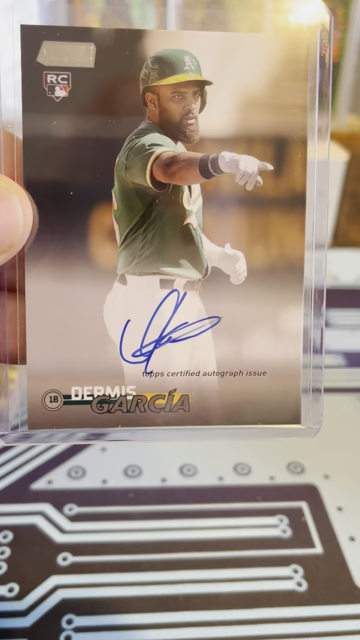 RC
A's
topps certified autograph issue
1B
DERMIS
GARCÍA